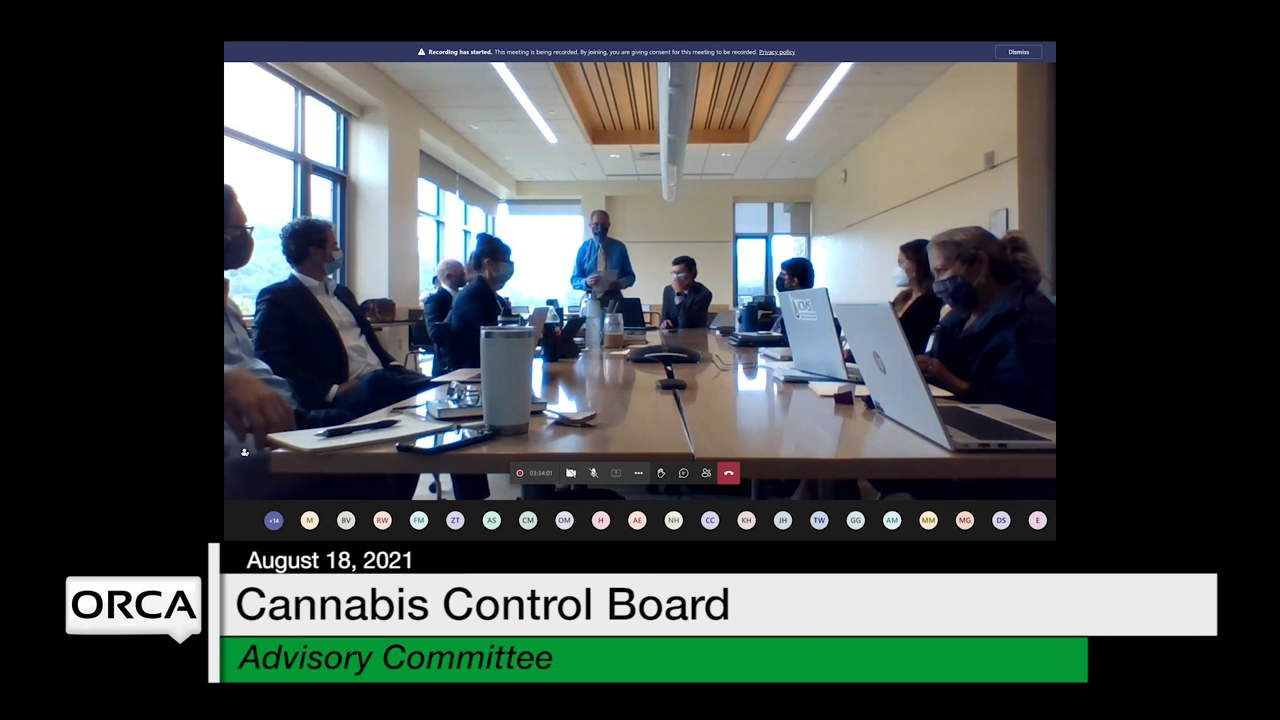 Recording has started. This meeting is being recorded. By joining, you are giving consent for this meeting to be recorded. Privacy policy
Dismiss
03:34:01
+14 M BV RW FM ZT AS CM OM H AE NH CC KH JH TW GG AM MM MG DS E
August 18, 2021
ORCA
Cannabis Control Board
Advisory Committee